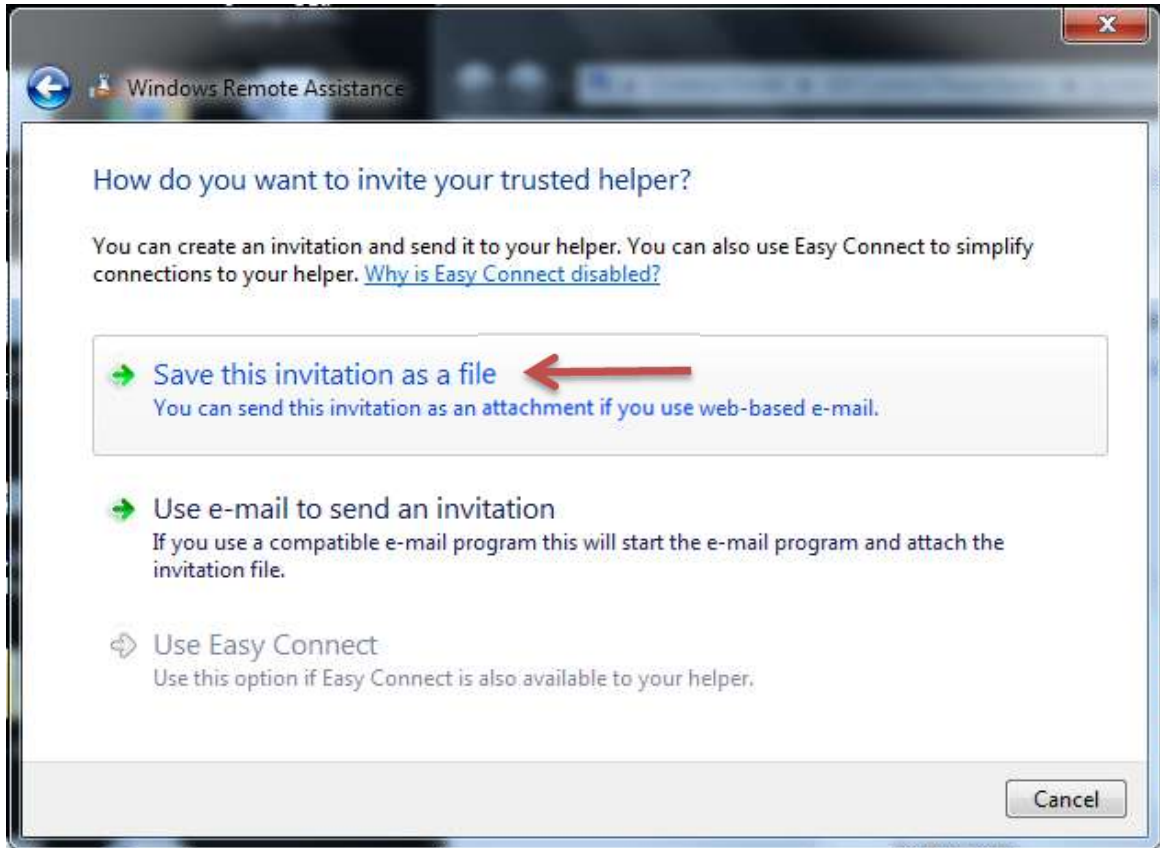 Windows Remote Assistance
How do you want to invite your trusted helper?
You can create an invitation and send it to your helper. You can also use Easy Connect to simplify
connections to your helper. Why is Easy Connect disabled?
Save this invitation as a file
You can send this invitation as an attachment if you use web-based e-mail.
Use e-mail to send an invitation
If you use a compatible e-mail program this will start the e-mail program and attach the
invitation file.
Use Easy Connect
Use this option if Easy Connect is also available to your helper.
Cancel